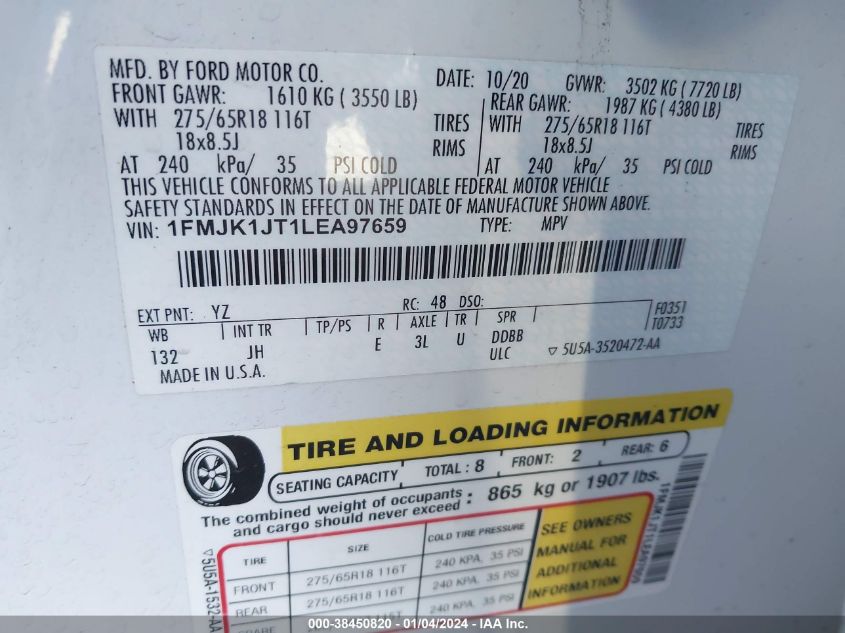 MFD. BY FORD MOTOR CO. DATE: 10/20 GVWR: 3502 KG ( 7720 LB)
FRONT GAWR: 1610 KG ( 3550 LB) REAR GAWR: 1987 KG ( 4380 LB)
WITH 275/65R18 116T TIRES WITH 275/65R18 116T TIRES
18x8.5J RIMS 18x8.5J RIMS
AT 240 kPa/ 35 PSI COLD AT 240 kPa/ 35 PSI COLD
THIS VEHICLE CONFORMS TO ALL APPLICABLE FEDERAL MOTOR VEHICLE
SAFETY STANDARDS IN EFFECT ON THE DATE OF MANUFACTURE SHOWN ABOVE.
VIN: 1FMJK1JT1LEA97659 TYPE: MPV
EXT PNT: YZ RC: 48 DSO: F0351
WB INT TR TP/PS R AXLE TR SPR T0733
132 JH E 3L U DDBB
ULC ▽ 5U5A-3520472-AA
MADE IN U.S.A.
TIRE AND LOADING INFORMATION
SEATING CAPACITY TOTAL : 8 FRONT: 2 REAR: 6
The combined weight of occupants and cargo should never exceed : 865 kg or 1907 lbs.
TIRE SIZE COLD TIRE PRESSURE
FRONT 275/65R18 116T 240 KPA, 35 PSI
REAR 275/65R18 116T 240 KPA, 35 PSI
SEE OWNERS
MANUAL FOR
ADDITIONAL
INFORMATION
1FMJK1JT1LEA97659
▽5U5A-1532-AA
000-38450820 - 01/04/2024 - IAA Inc.